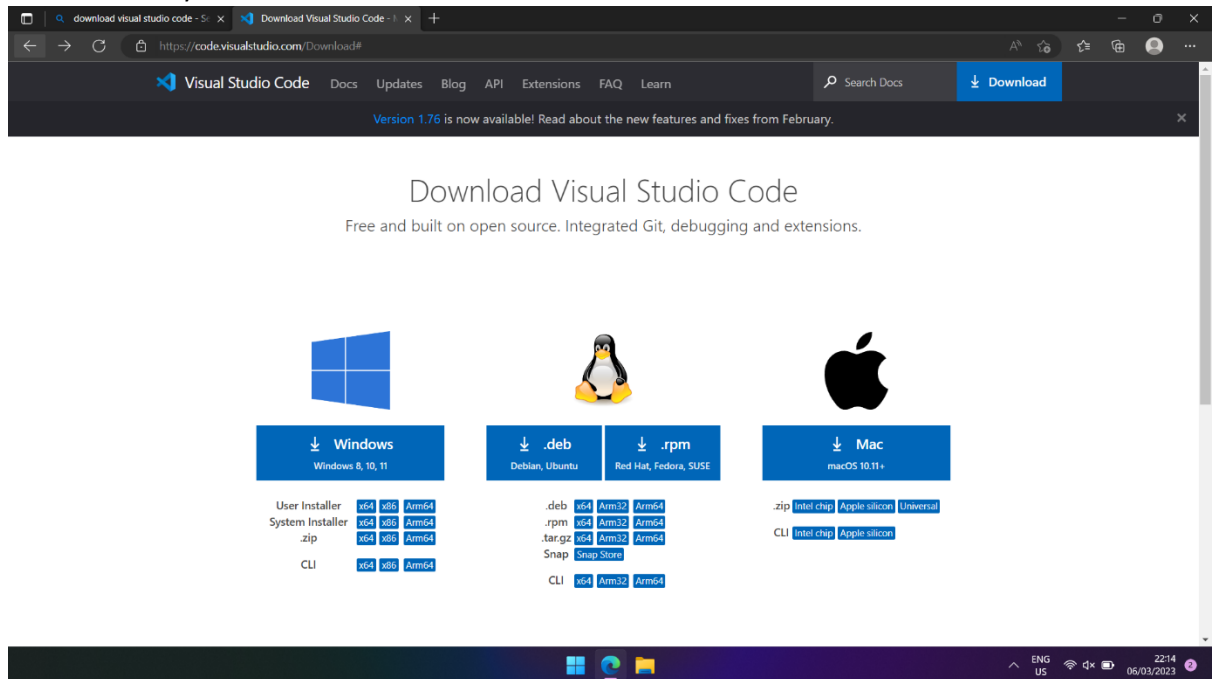 download visual studio code - Se
Download Visual Studio Code - 
https://code.visualstudio.com/Download#
Visual Studio Code Docs Updates Blog API Extensions FAQ Learn Search Docs Download
Version 1.76 is now available! Read about the new features and fixes from February.
Download Visual Studio Code
Free and built on open source. Integrated Git, debugging and extensions.
Windows
Windows 8, 10, 11
.deb
Debian, Ubuntu
.rpm
Red Hat, Fedora, SUSE
Mac
macOS 10.11+
User Installer x64 x86 Arm64
System Installer x64 x86 Arm64
.zip x64 x86 Arm64
CLI x64 x86 Arm64
.deb x64 Arm32 Arm64
.rpm x64 Arm32 Arm64
.tar.gz x64 Arm32 Arm64
Snap Snap Store
CLI x64 Arm32 Arm64
.zip Intel chip Apple silicon Universal
CLI Intel chip Apple silicon
ENG
US
22:14
06/03/2023
2